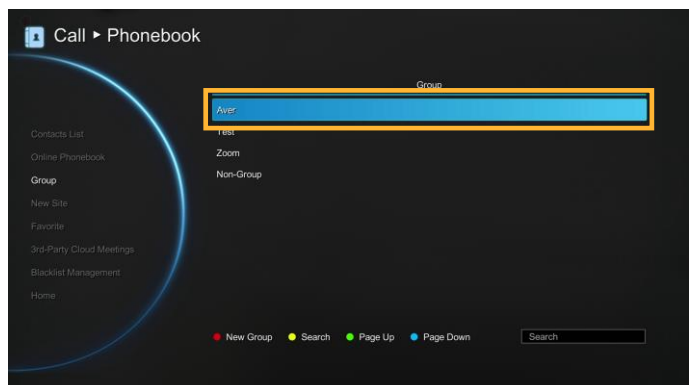 Call ▸ Phonebook
Group
Aver
Test
Zoom
Non-Group
Contacts List
Online Phonebook
Group
New Site
Favorite
3rd-Party Cloud Meetings
Blacklist Management
Home
New Group Search Page Up Page Down Search